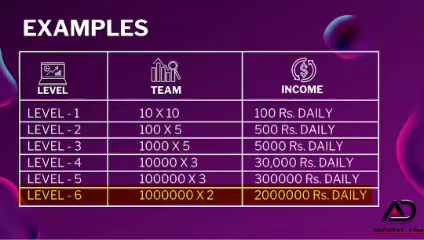 EXAMPLES
LEVEL TEAM INCOME
LEVEL - 1 10 X 10 100 Rs. DAILY
LEVEL - 2 100 X 5 500 Rs. DAILY
LEVEL - 3 1000 X 5 5000 Rs. DAILY
LEVEL - 4 10000 X 3 30,000 Rs. DAILY
LEVEL - 5 100000 X 3 300000 Rs. DAILY
LEVEL - 6 1000000 X 2 2000000 Rs. DAILY
AD